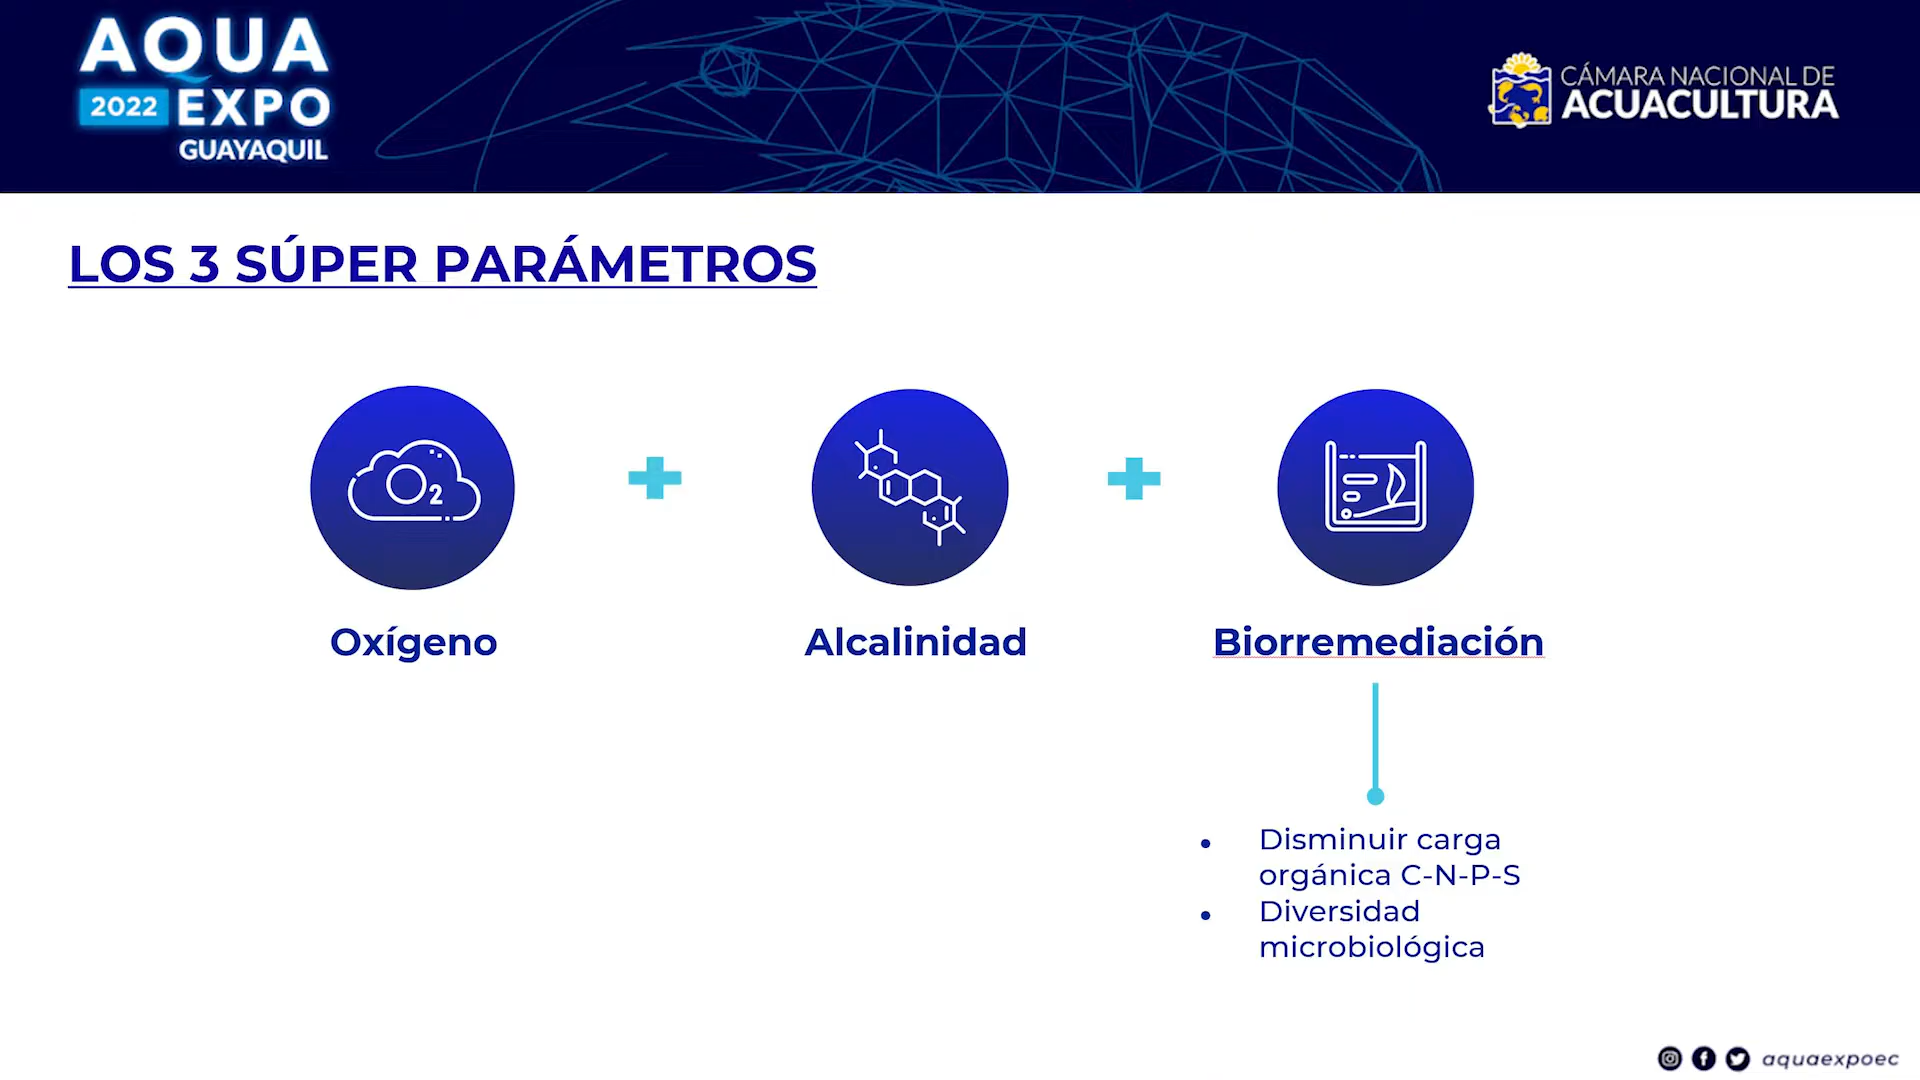 AQUA
2022 EXPO
GUAYAQUIL
CÁMARA NACIONAL DE
ACUACULTURA
LOS 3 SÚPER PARÁMETROS
O2
Oxígeno
Alcalinidad
Biorremediación
• Disminuir carga
orgánica C-N-P-S
• Diversidad
microbiológica
aquaexpoec